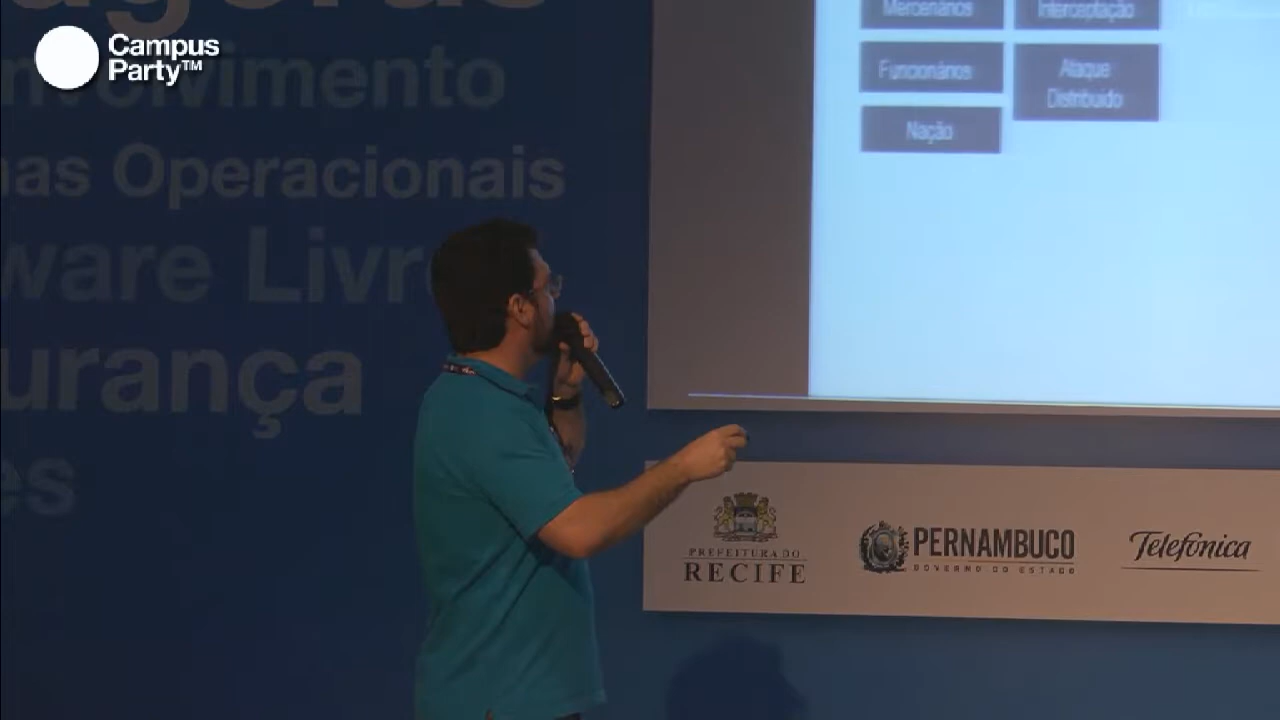 Campus
Party™
nvolvimento
mas Operacionais
ware Livr
urança
es
Mercenários
Interceptação
Funcionários
Ataque
Distribuído
Nação
PREFEITURA DO
RECIFE
PERNAMBUCO
GOVERNO DO ESTADO
Telefónica